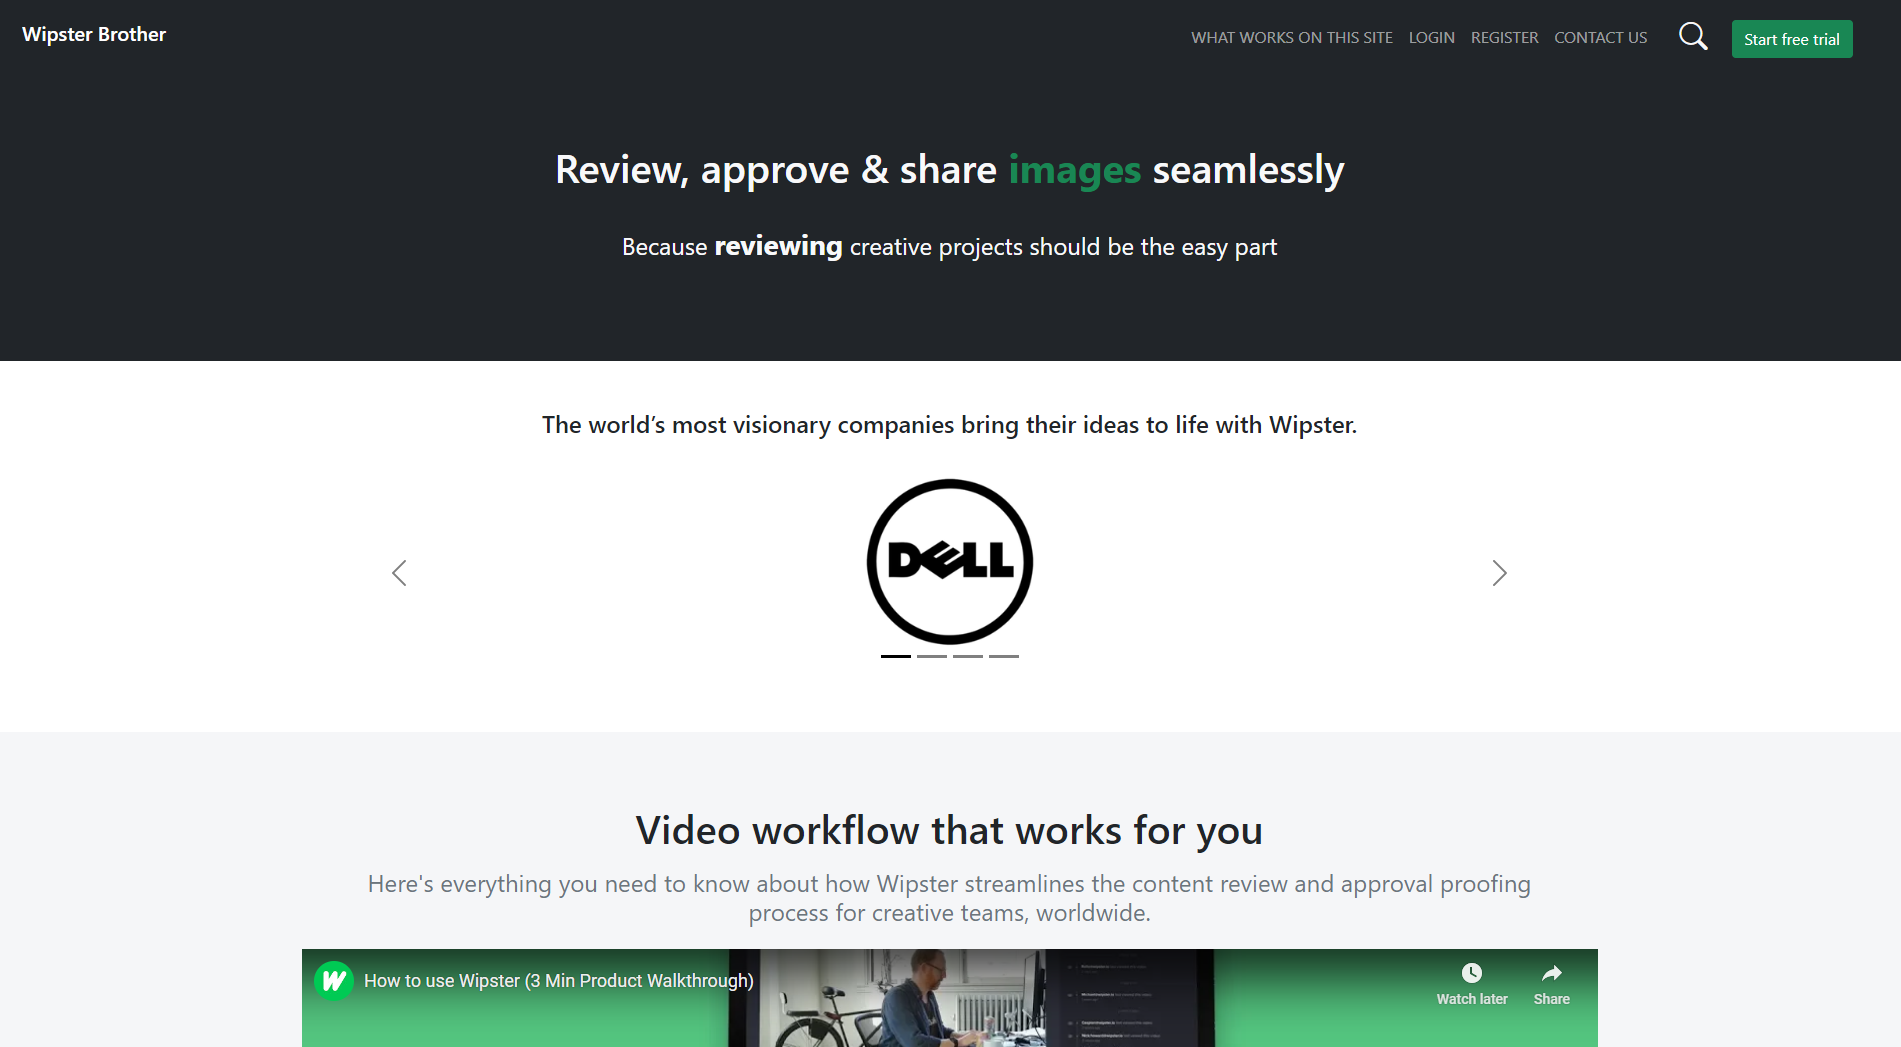 Wipster Brother
WHAT WORKS ON THIS SITE LOGIN REGISTER CONTACT US Start free trial
Review, approve & share images seamlessly
Because reviewing creative projects should be the easy part
The world’s most visionary companies bring their ideas to life with Wipster.
DELL
Video workflow that works for you
Here's everything you need to know about how Wipster streamlines the content review and approval proofing
process for creative teams, worldwide.
W How to use Wipster (3 Min Product Walkthrough)
Watch later Share